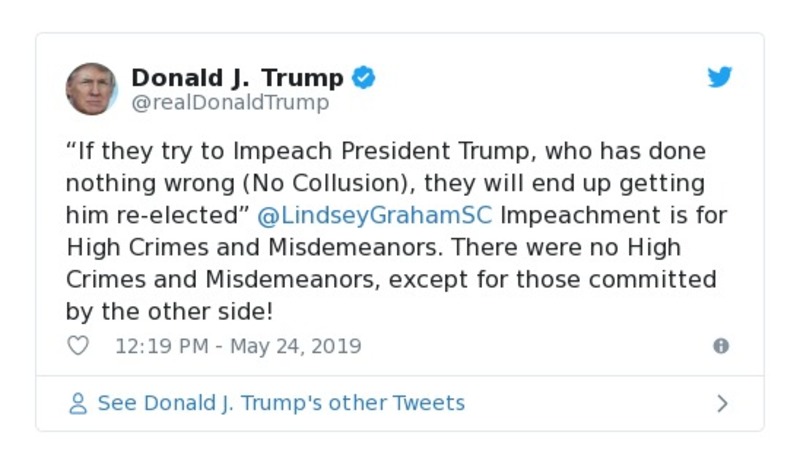 Donald J. Trump
@realDonaldTrump
“If they try to Impeach President Trump, who has done
nothing wrong (No Collusion), they will end up getting
him re-elected” @LindseyGrahamSC Impeachment is for
High Crimes and Misdemeanors. There were no High
Crimes and Misdemeanors, except for those committed
by the other side!
12:19 PM - May 24, 2019
See Donald J. Trump's other Tweets